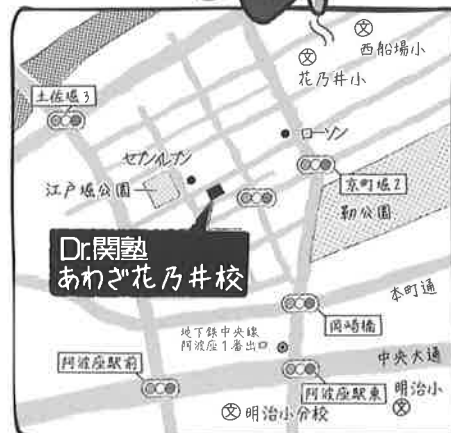 西船場小
花乃井小
土佐堀3
ローソン
セブンイレブン
江戸堀公園
京町堀2
靭公園
Dr.関塾
あわざ花乃井校
本町通
岡崎橋
地下鉄中央線
阿波座1番出口
中央大通
阿波座駅前
阿波座駅東
明治小
明治小分校